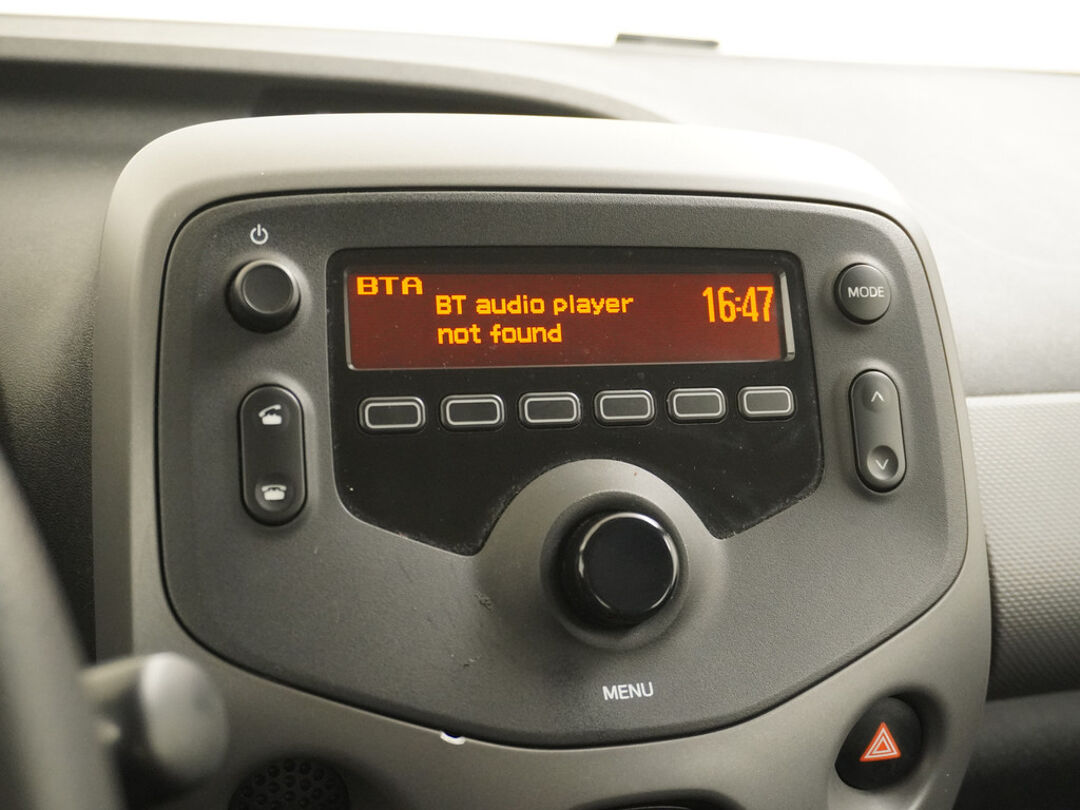 BTA
BT audio player
not found
16:47
MODE
MENU